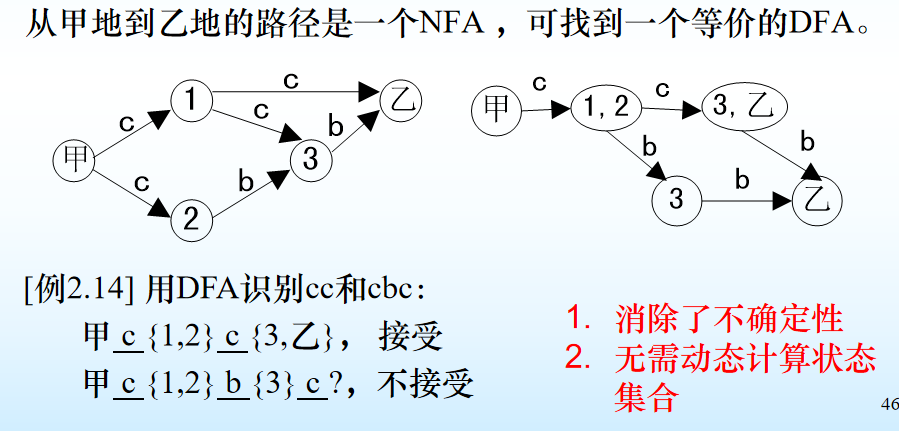 从甲地到乙地的路径是一个NFA ，可找到一个等价的DFA。
甲
c
c
1
2
c
c
b
3
b
乙
甲
c
1, 2
c
3, 乙
b
3
b
b
乙
[例2.14] 用DFA识别cc和cbc：
甲 c {1,2} c {3,乙}， 接受
甲 c {1,2} b {3} c ?，不接受
1. 消除了不确定性
2. 无需动态计算状态
集合
46